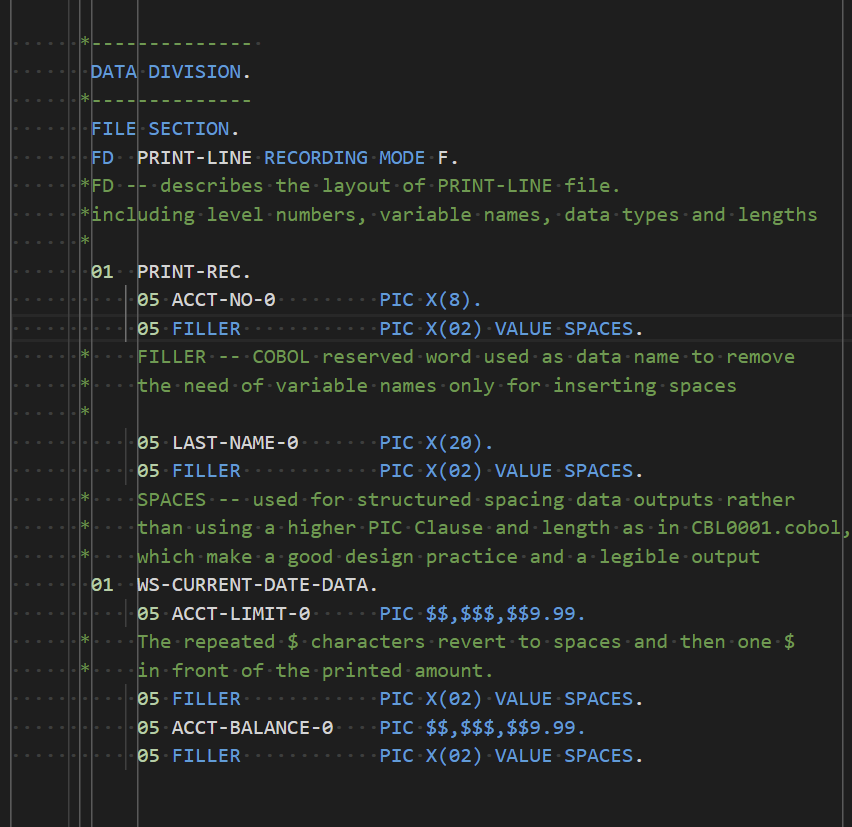 *--------------
DATA DIVISION.
*--------------
FILE SECTION.
FD  PRINT-LINE RECORDING MODE F.
*FD -- describes the layout of PRINT-LINE file.
*including level numbers, variable names, data types and lengths
*
01  PRINT-REC.
    05 ACCT-NO-0         PIC X(8).
    05 FILLER            PIC X(02) VALUE SPACES.
*    FILLER -- COBOL reserved word used as data name to remove
*    the need of variable names only for inserting spaces
*
    05 LAST-NAME-0       PIC X(20).
    05 FILLER            PIC X(02) VALUE SPACES.
*    SPACES -- used for structured spacing data outputs rather
*    than using a higher PIC Clause and length as in CBL0001.cobol,
*    which make a good design practice and a legible output
01  WS-CURRENT-DATE-DATA.
    05 ACCT-LIMIT-0      PIC $$,$$$,$$9.99.
*    The repeated $ characters revert to spaces and then one $
*    in front of the printed amount.
    05 FILLER            PIC X(02) VALUE SPACES.
    05 ACCT-BALANCE-0    PIC $$,$$$,$$9.99.
    05 FILLER            PIC X(02) VALUE SPACES.